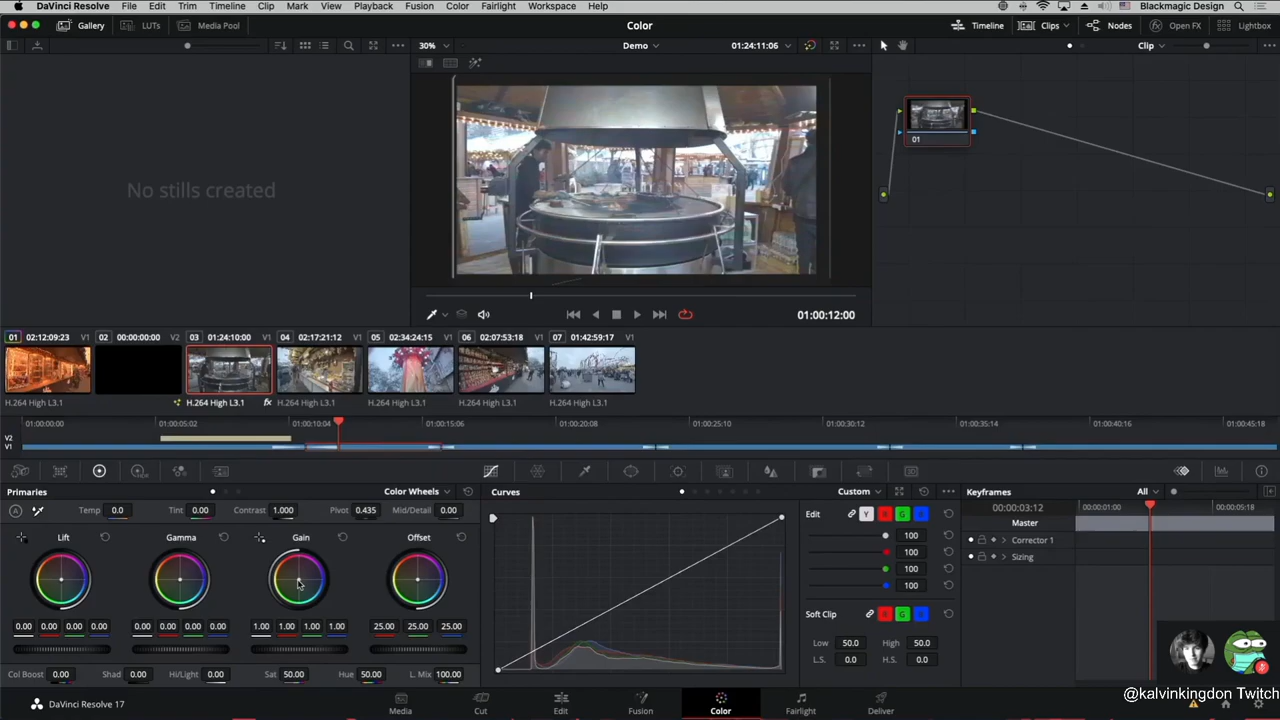 DaVinci Resolve File Edit Trim Timeline Clip Mark View Playback Fusion Color Fairlight Workspace Help Blackmagic Design
Gallery LUTs Media Pool Color Timeline Clips Nodes Open FX Lightbox
30% Demo 01:24:11:06 Clip
No stills created
01
01:00:12:00
01 02:12:09:23 V1 02 00:00:00:00 V2 03 01:24:10:00 V1 04 02:17:21:12 V1 05 02:34:24:15 V1 06 02:07:53:18 V1 07 01:42:59:17 V1
H.264 High L3.1 H.264 High L3.1 fx H.264 High L3.1 H.264 High L3.1 H.264 High L3.1 H.264 High L3.1
01:00:00:00 01:00:05:02 01:00:10:04 01:00:15:06 01:00:20:08 01:00:25:10 01:00:30:12 01:00:35:14 01:00:40:16 01:00:45:18
V2
V1
Primaries Color Wheels Curves Custom Keyframes All
Temp 0.0 Tint 0.00 Contrast 1.000 Pivot 0.435 Mid/Detail 0.00
Edit Y R G B 100
100
100
100
00:00:03:12 00:00:01:00 00:00:05:18
Master
Corrector 1
Sizing
Lift Gamma Gain Offset
0.00 0.00 0.00 0.00 0.00 0.00 0.00 0.00 1.00 1.00 1.00 1.00 25.00 25.00 25.00
Soft Clip R G B
Low 50.0 High 50.0
L.S. 0.0 H.S. 0.0
Col Boost 0.00 Shad 0.00 Hi/Light 0.00 Sat 50.00 Hue 50.00 L. Mix 100.00
@kalvinkingdon Twitch
DaVinci Resolve 17 Media Cut Edit Fusion Color Fairlight Deliver